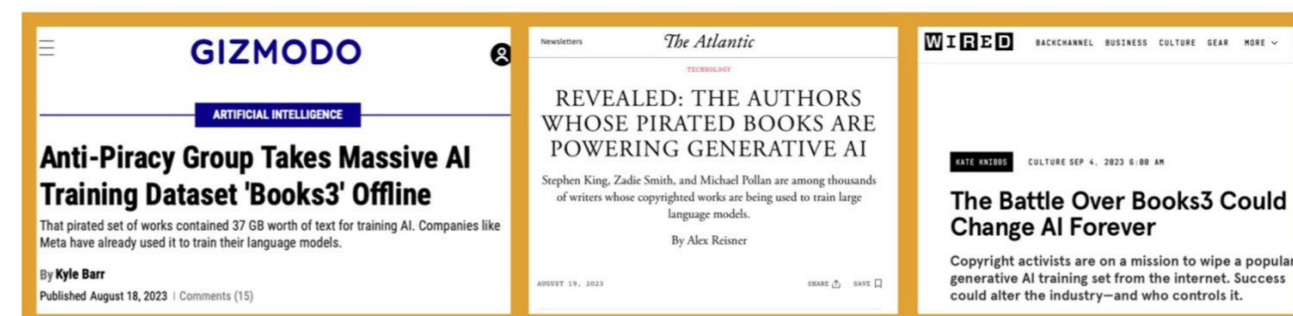 GIZMODO
ARTIFICIAL INTELLIGENCE
Anti-Piracy Group Takes Massive AI
Training Dataset 'Books3' Offline
That pirated set of works contained 37 GB worth of text for training AI. Companies like
Meta have already used it to train their language models.
By Kyle Barr
Published August 18, 2023 | Comments (15)
Newsletters
The Atlantic
TECHNOLOGY
REVEALED: THE AUTHORS
WHOSE PIRATED BOOKS ARE
POWERING GENERATIVE AI
Stephen King, Zadie Smith, and Michael Pollan are among thousands
of writers whose copyrighted works are being used to train large
language models.
By Alex Reisner
AUGUST 19, 2023
SHARE SAVE
WIRED
BACKCHANNEL BUSINESS CULTURE GEAR MORE
KATE KNIBBS CULTURE SEP 4, 2023 6:00 AM
The Battle Over Books3 Could
Change AI Forever
Copyright activists are on a mission to wipe a popular
generative AI training set from the internet. Success
could alter the industry—and who controls it.